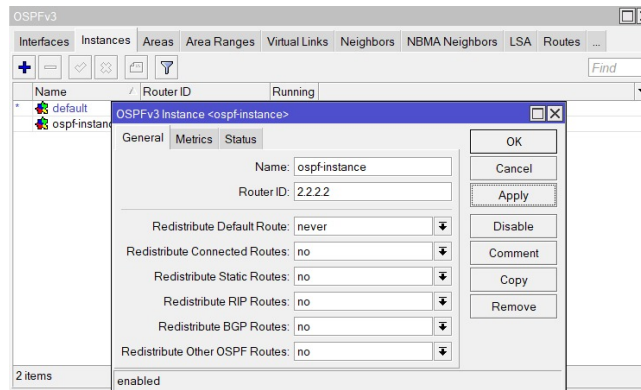 OSPFv3
Interfaces Instances Areas Area Ranges Virtual Links Neighbors NBMA Neighbors LSA Routes ...
Find
Name Router ID Running
* default
ospf-instanc
OSPFv3 Instance <ospf-instance>
General Metrics Status
Name: ospf-instance
Router ID: 2.2.2.2
Redistribute Default Route: never
Redistribute Connected Routes: no
Redistribute Static Routes: no
Redistribute RIP Routes: no
Redistribute BGP Routes: no
Redistribute Other OSPF Routes: no
OK
Cancel
Apply
Disable
Comment
Copy
Remove
2 items
enabled